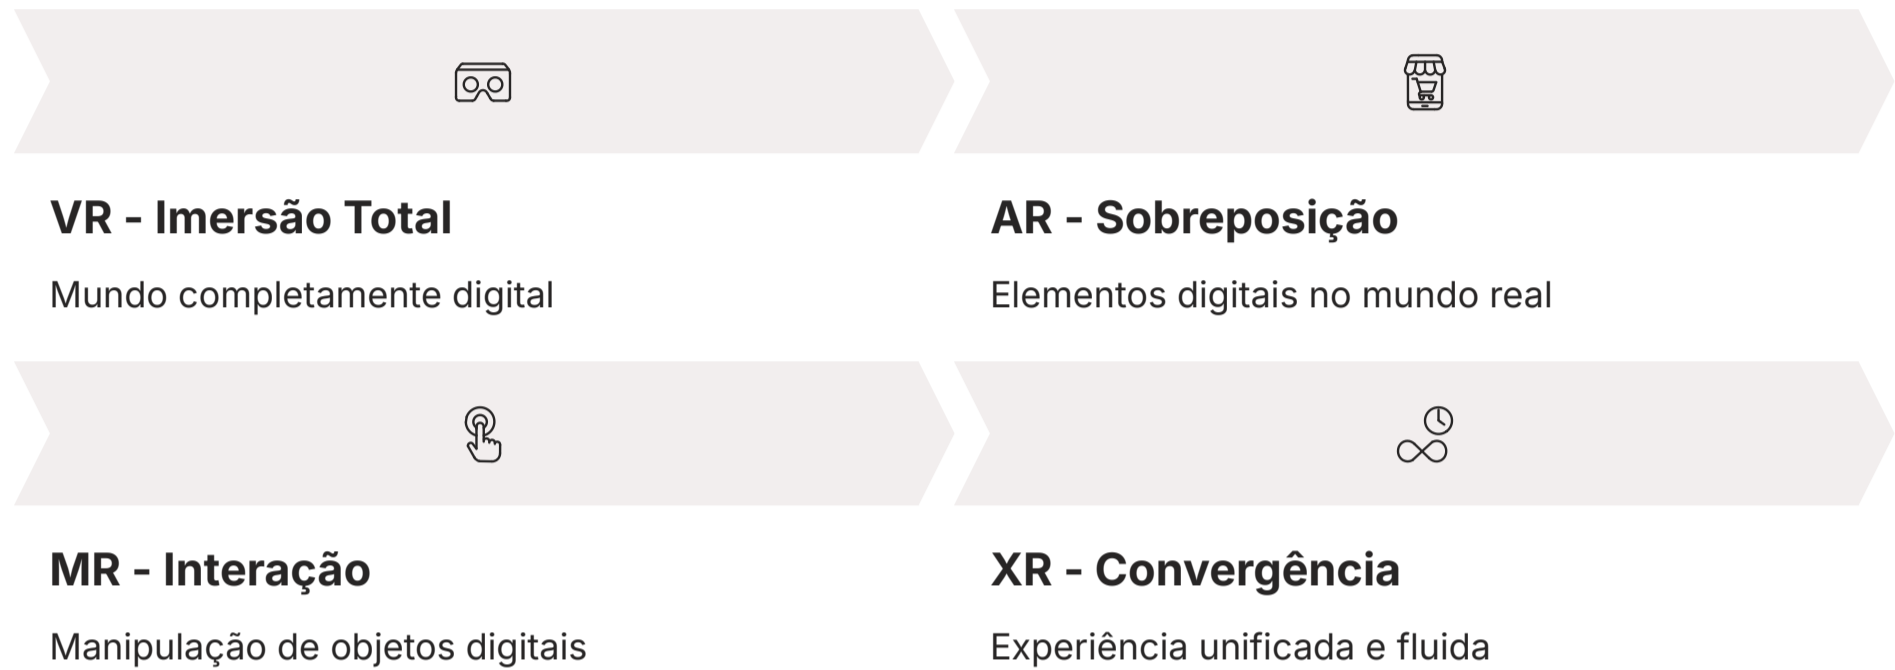 VR - Imersão Total
Mundo completamente digital
AR - Sobreposição
Elementos digitais no mundo real
MR - Interação
Manipulação de objetos digitais
XR - Convergência
Experiência unificada e fluida